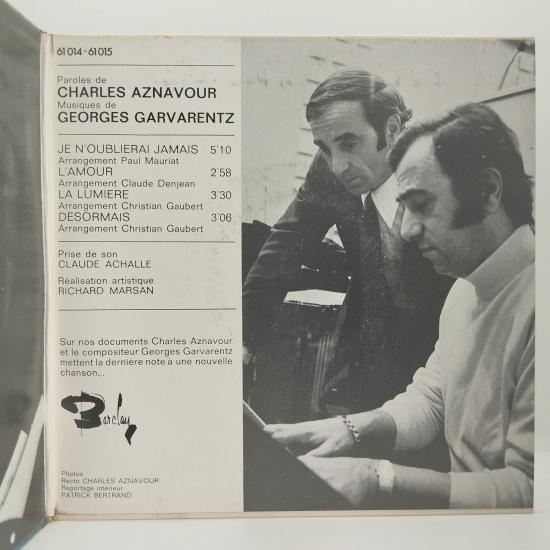 61 014 - 61 015
Paroles de
CHARLES AZNAVOUR
Musiques de
GEORGES GARVARENTZ
JE N'OUBLIERAI JAMAIS 5'10
Arrangement Paul Mauriat
L'AMOUR 2'58
Arrangement Claude Denjean
LA LUMIERE 3'30
Arrangement Christian Gaubert
DESORMAIS 3'06
Arrangement Christian Gaubert
Prise de son
CLAUDE ACHALLE
Réalisation artistique
RICHARD MARSAN
Sur nos documents Charles Aznavour
et le compositeur Georges Garvarentz
mettent la dernière note à une nouvelle
chanson...
Barclay
Photos
Recto CHARLES AZNAVOUR
Reportage intérieur
PATRICK BERTRAND